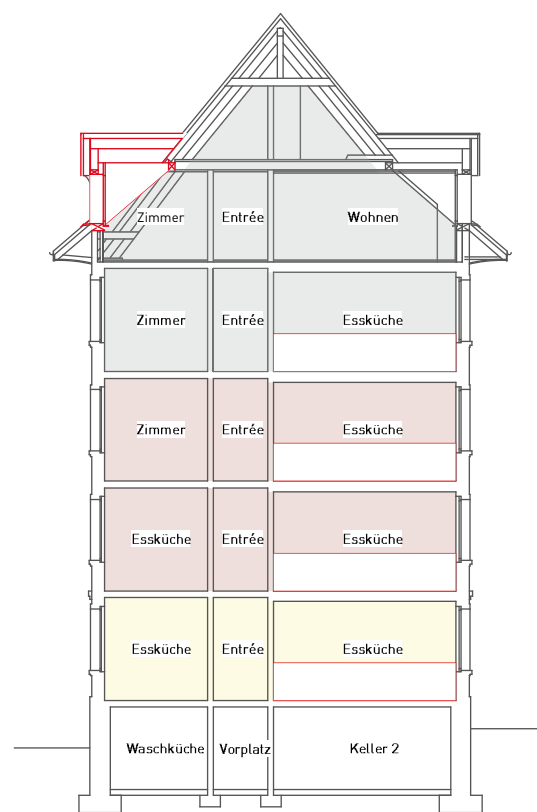 Zimmer Entrée Wohnen
Zimmer Entrée Essküche
Zimmer Entrée Essküche
Essküche Entrée Essküche
Essküche Entrée Essküche
Waschküche Vorplatz Keller 2